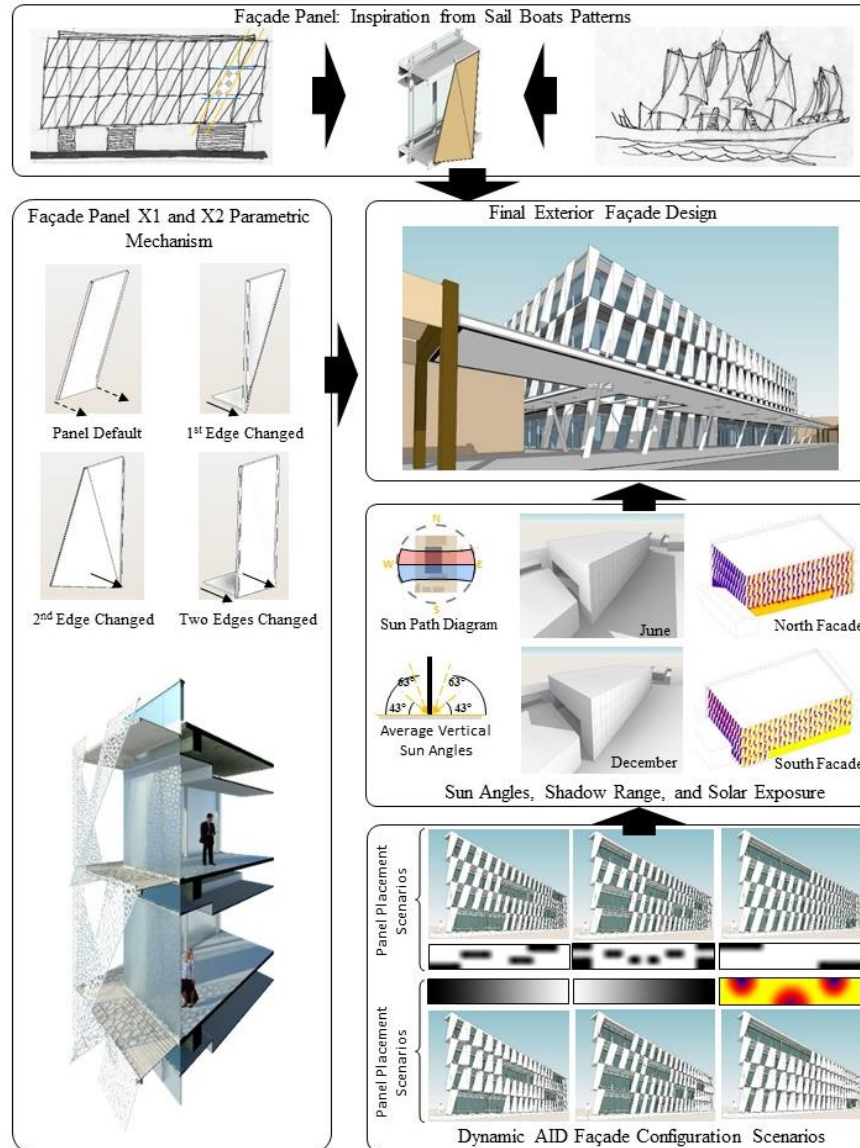 Façade Panel: Inspiration from Sail Boats Patterns
Façade Panel X1 and X2 Parametric
Mechanism
Panel Default
1st Edge Changed
2nd Edge Changed
Two Edges Changed
Final Exterior Façade Design
N
W
E
S
Sun Path Diagram
June
North Facade
63°
63°
43°
43°
Average Vertical
Sun Angles
December
South Facade
Sun Angles, Shadow Range, and Solar Exposure
Panel Placement
Scenarios
Panel Placement
Scenarios
Dynamic AID Façade Configuration Scenarios